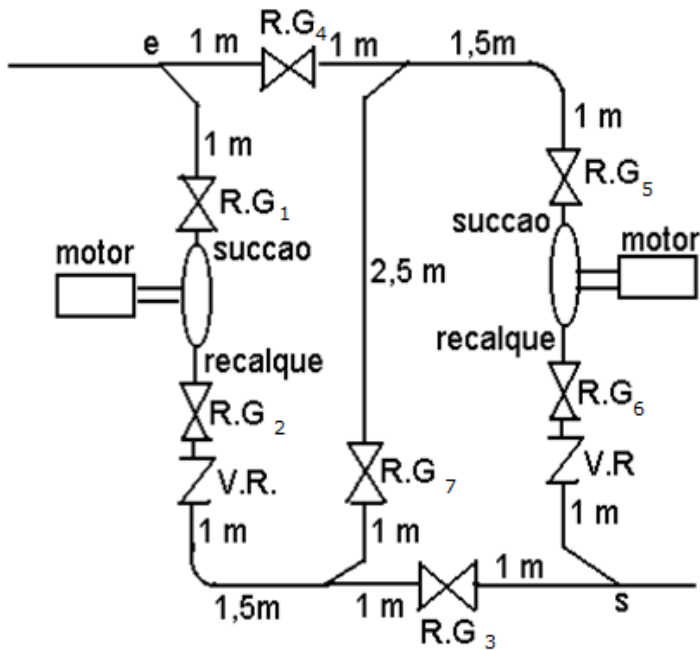 R.G4
e 1 m 1 m 1,5m
1 m 1 m
R.G1 R.G5
succao succao
motor motor
2,5 m
recalque recalque
R.G 2 R.G6
V.R. R.G 7 V.R
1 m 1 m 1 m
1,5m 1 m 1 m
s
R.G 3